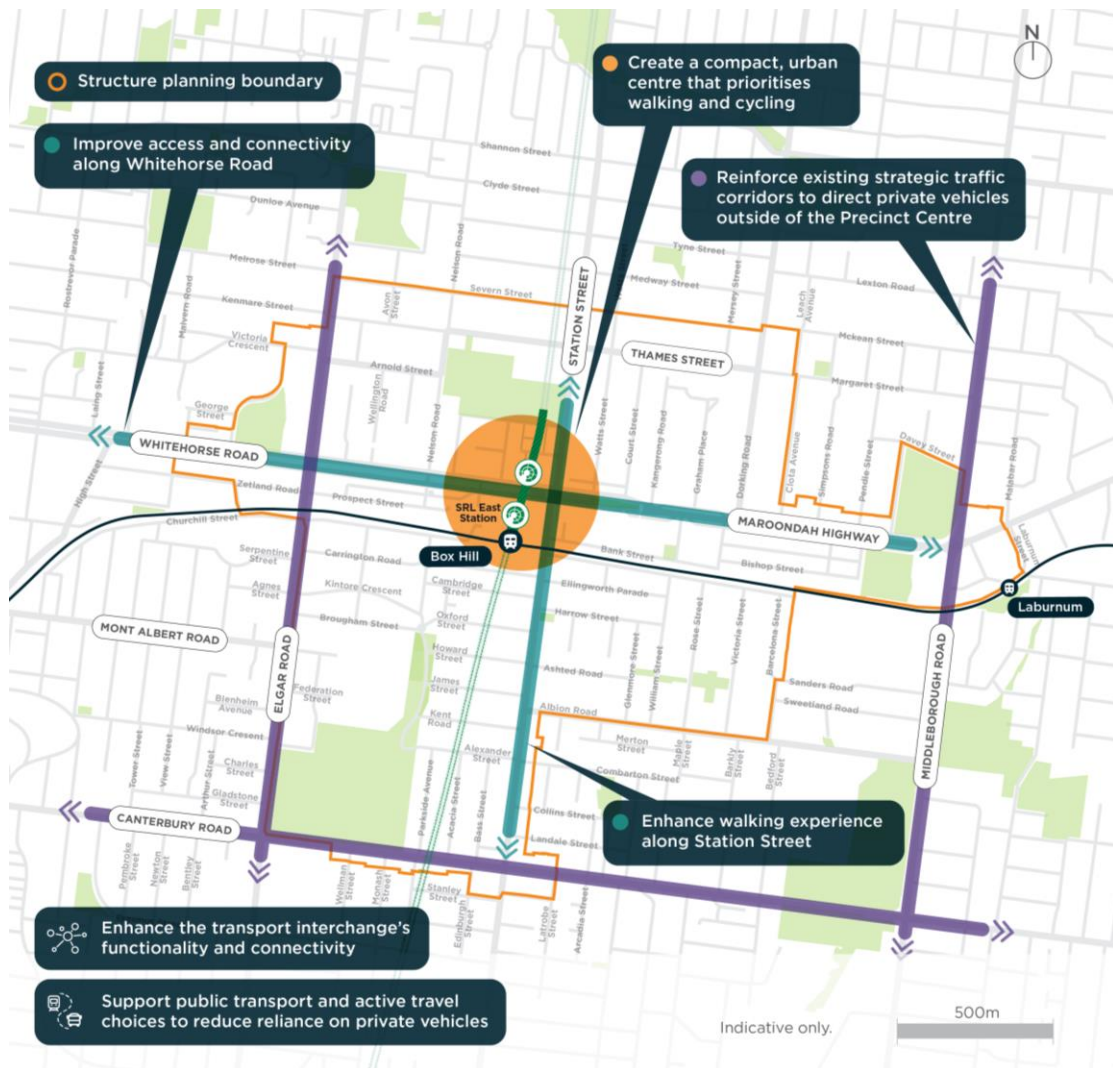 N
Structure planning boundary
Create a compact, urban
centre that prioritises
walking and cycling
Improve access and connectivity
along Whitehorse Road
Reinforce existing strategic traffic
corridors to direct private vehicles
outside of the Precinct Centre
Shannon Street
Clyde Street
Dunloe Avenue
Nelson Road
Rostrevor Parade
Melrose Street
Tyne Street
Medway Street
Mersey Street
Lexton Road
Leach
Avenue
Severn Street
Avon
Street
Kenmare Street
Malvern Road
Victoria
Crescent
STATION STREET
THAMES STREET
Mckean Street
Margaret Street
Arnold Street
Wellington
Road
Nelson Road
Laing Street
George
Street
WHITEHORSE ROAD
High Street
Watts Street
Court Street
Kangerong Road
Graham Place
Dorking Road
Clota Avenue
Simpsons Road
Pendle Street
Davey Street
Malabar Road
Zetland Road
Prospect Street
Churchill Street
SRL East
Station
Box Hill
MAROONDAH HIGHWAY
Bank Street
Bishop Street
Laburnum
Street
Laburnum
Serpentine
Street
Carrington Road
Agnes
Street
Kintore Crescent
Cambridge
Street
Ellingworth Parade
Brougham Street
Oxford
Street
Harrow Street
MONT ALBERT ROAD
ELGAR ROAD
Howard
Street
James
Street
Ashted Road
Glenmore Street
William Street
Rose Street
Victoria Street
Barcelona Street
Sanders Road
Sweetland Road
MIDDLEBOROUGH ROAD
Federation
Street
Blenheim
Avenue
Kent
Road
Albion Road
Windsor Cresent
Alexander
Street
Merton
Street
Maple
Street
Barkly
Street
Bedford
Street
Combarton Street
Tower Street
View Street
Arthur Street
Charles
Street
Gladstone
Street
Parkside Avenue
Acacia Street
Bass Street
Collins Street
Landale Street
Enhance walking experience
along Station Street
CANTERBURY ROAD
Pembroke
Street
Newton
Street
Bentley
Street
Wellman
Street
Monash
Street
Stanley
Street
Edinburgh
Street
Latrobe
Street
Arcadia Street
Enhance the transport interchange's
functionality and connectivity
Support public transport and active travel
choices to reduce reliance on private vehicles
Indicative only.
500m